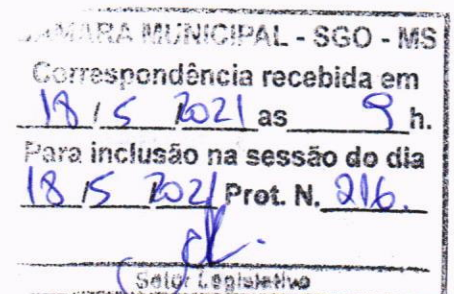 CÂMARA MUNICIPAL - SGO - MS
Correspondência recebida em
18 / 5 2021 as 9 h.
Para inclusão na sessão do dia
18 / 5 2021 Prot. N. 216.
Setor Legislativo